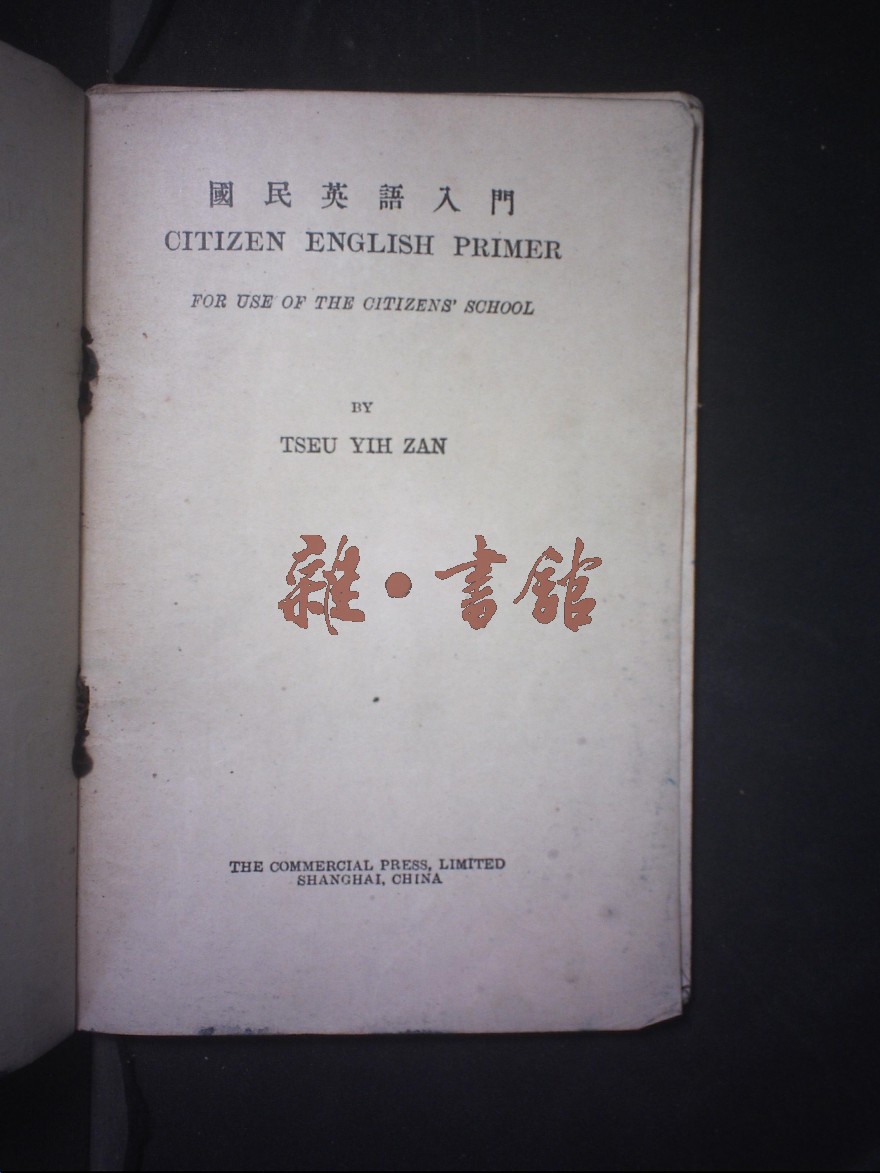 國民英語入門
CITIZEN ENGLISH PRIMER
FOR USE OF THE CITIZENS' SCHOOL
BY
TSEU YIH ZAN
雜·書館
THE COMMERCIAL PRESS, LIMITED
SHANGHAI, CHINA